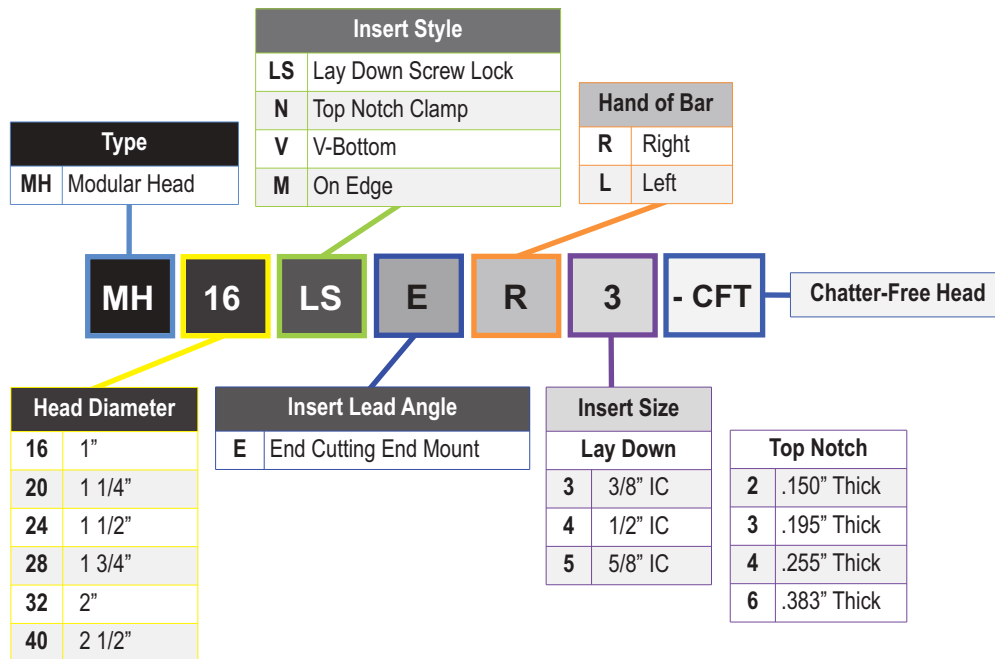 Insert Style
LS Lay Down Screw Lock
N Top Notch Clamp
V V-Bottom
M On Edge
Hand of Bar
R Right
L Left
Type
MH Modular Head
MH 16 LS E R 3 - CFT
Chatter-Free Head
Head Diameter
16 1”
20 1 1/4”
24 1 1/2”
28 1 3/4”
32 2”
40 2 1/2”
Insert Lead Angle
E End Cutting End Mount
Insert Size
Lay Down
3 3/8” IC
4 1/2” IC
5 5/8” IC
Top Notch
2 .150” Thick
3 .195” Thick
4 .255” Thick
6 .383” Thick